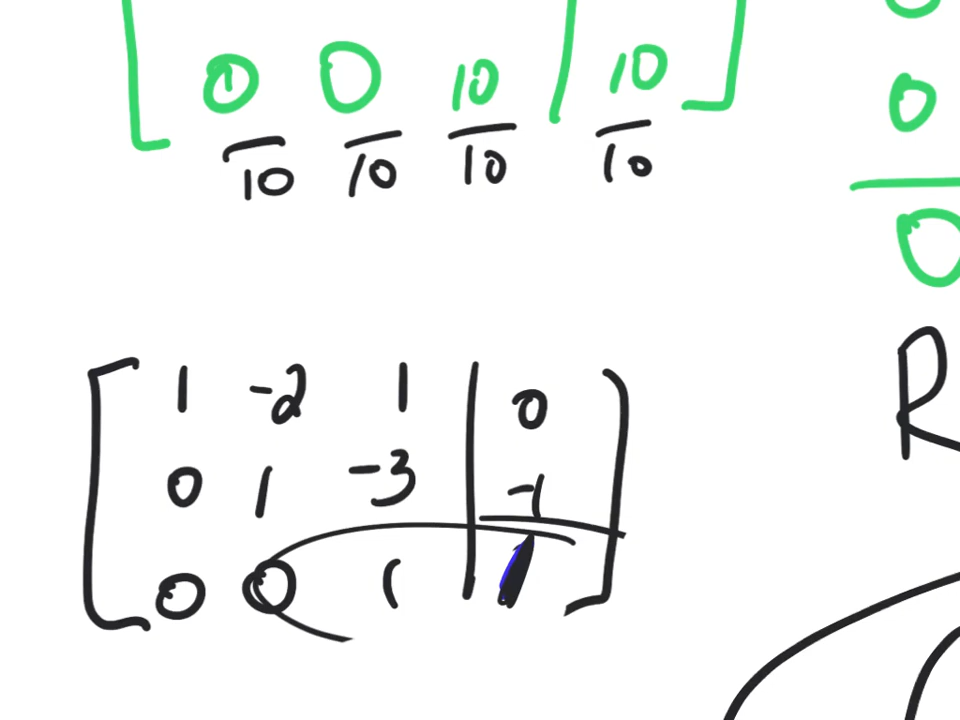 0 0 10 | 10
10 10 10 10
0
0
0
1 -2 1 | 0
0 1 -3 | -1
0 0 1 | 1
R